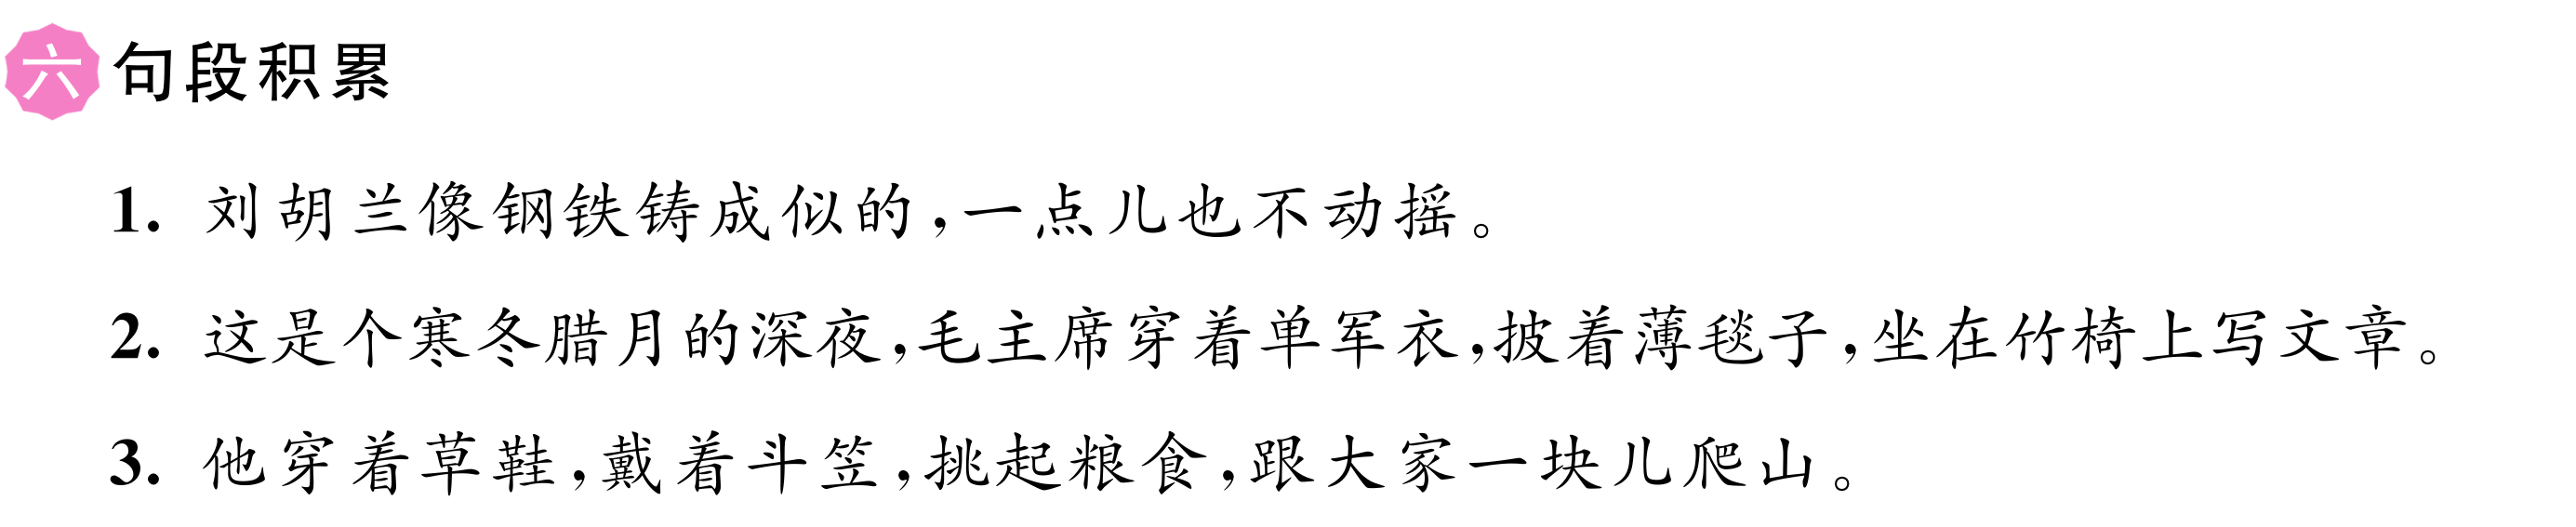 六 句段积累
1. 刘胡兰像钢铁铸成似的,一点儿也不动摇。
2. 这是个寒冬腊月的深夜,毛主席穿着单军衣,披着薄毯子,坐在竹椅上写文章。
3. 他穿着草鞋,戴着斗笠,挑起粮食,跟大家一块儿爬山。